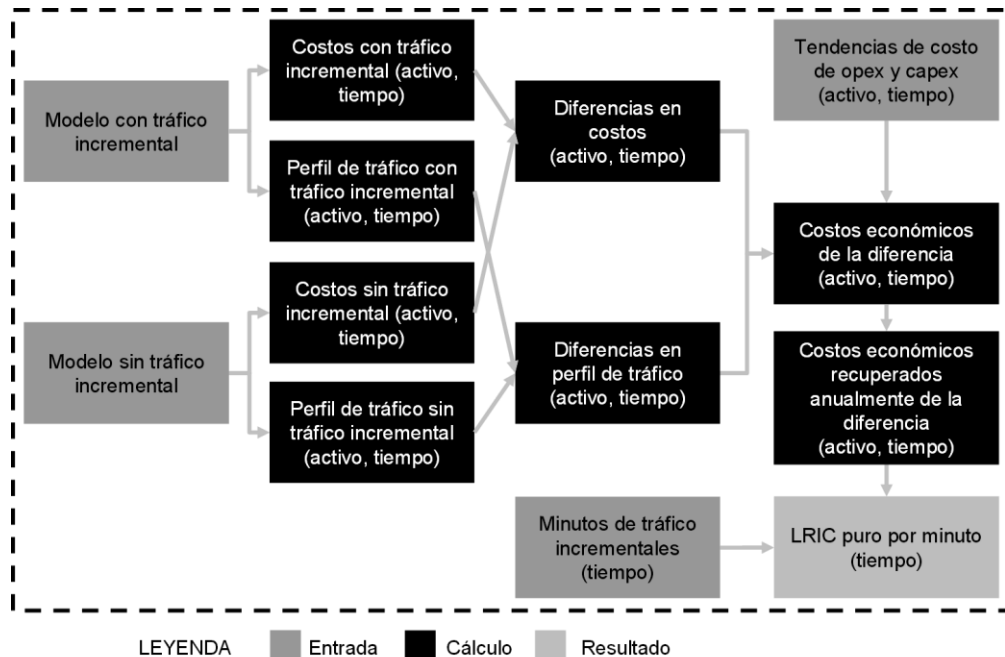 Modelo con tráfico
incremental
Modelo sin tráfico
incremental
Costos con tráfico
incremental (activo,
tiempo)
Perfil de tráfico con
tráfico incremental
(activo, tiempo)
Costos sin tráfico
incremental (activo,
tiempo)
Perfil de tráfico sin
tráfico incremental
(activo, tiempo)
Diferencias en
costos
(activo, tiempo)
Diferencias en
perfil de tráfico
(activo, tiempo)
Minutos de tráfico
incrementales
(tiempo)
Tendencias de costo
de opex y capex
(activo, tiempo)
Costos económicos
de la diferencia
(activo, tiempo)
Costos económicos
recuperados
anualmente de la
diferencia
(activo, tiempo)
LRIC puro por minuto
(tiempo)
LEYENDA
Entrada
Cálculo
Resultado